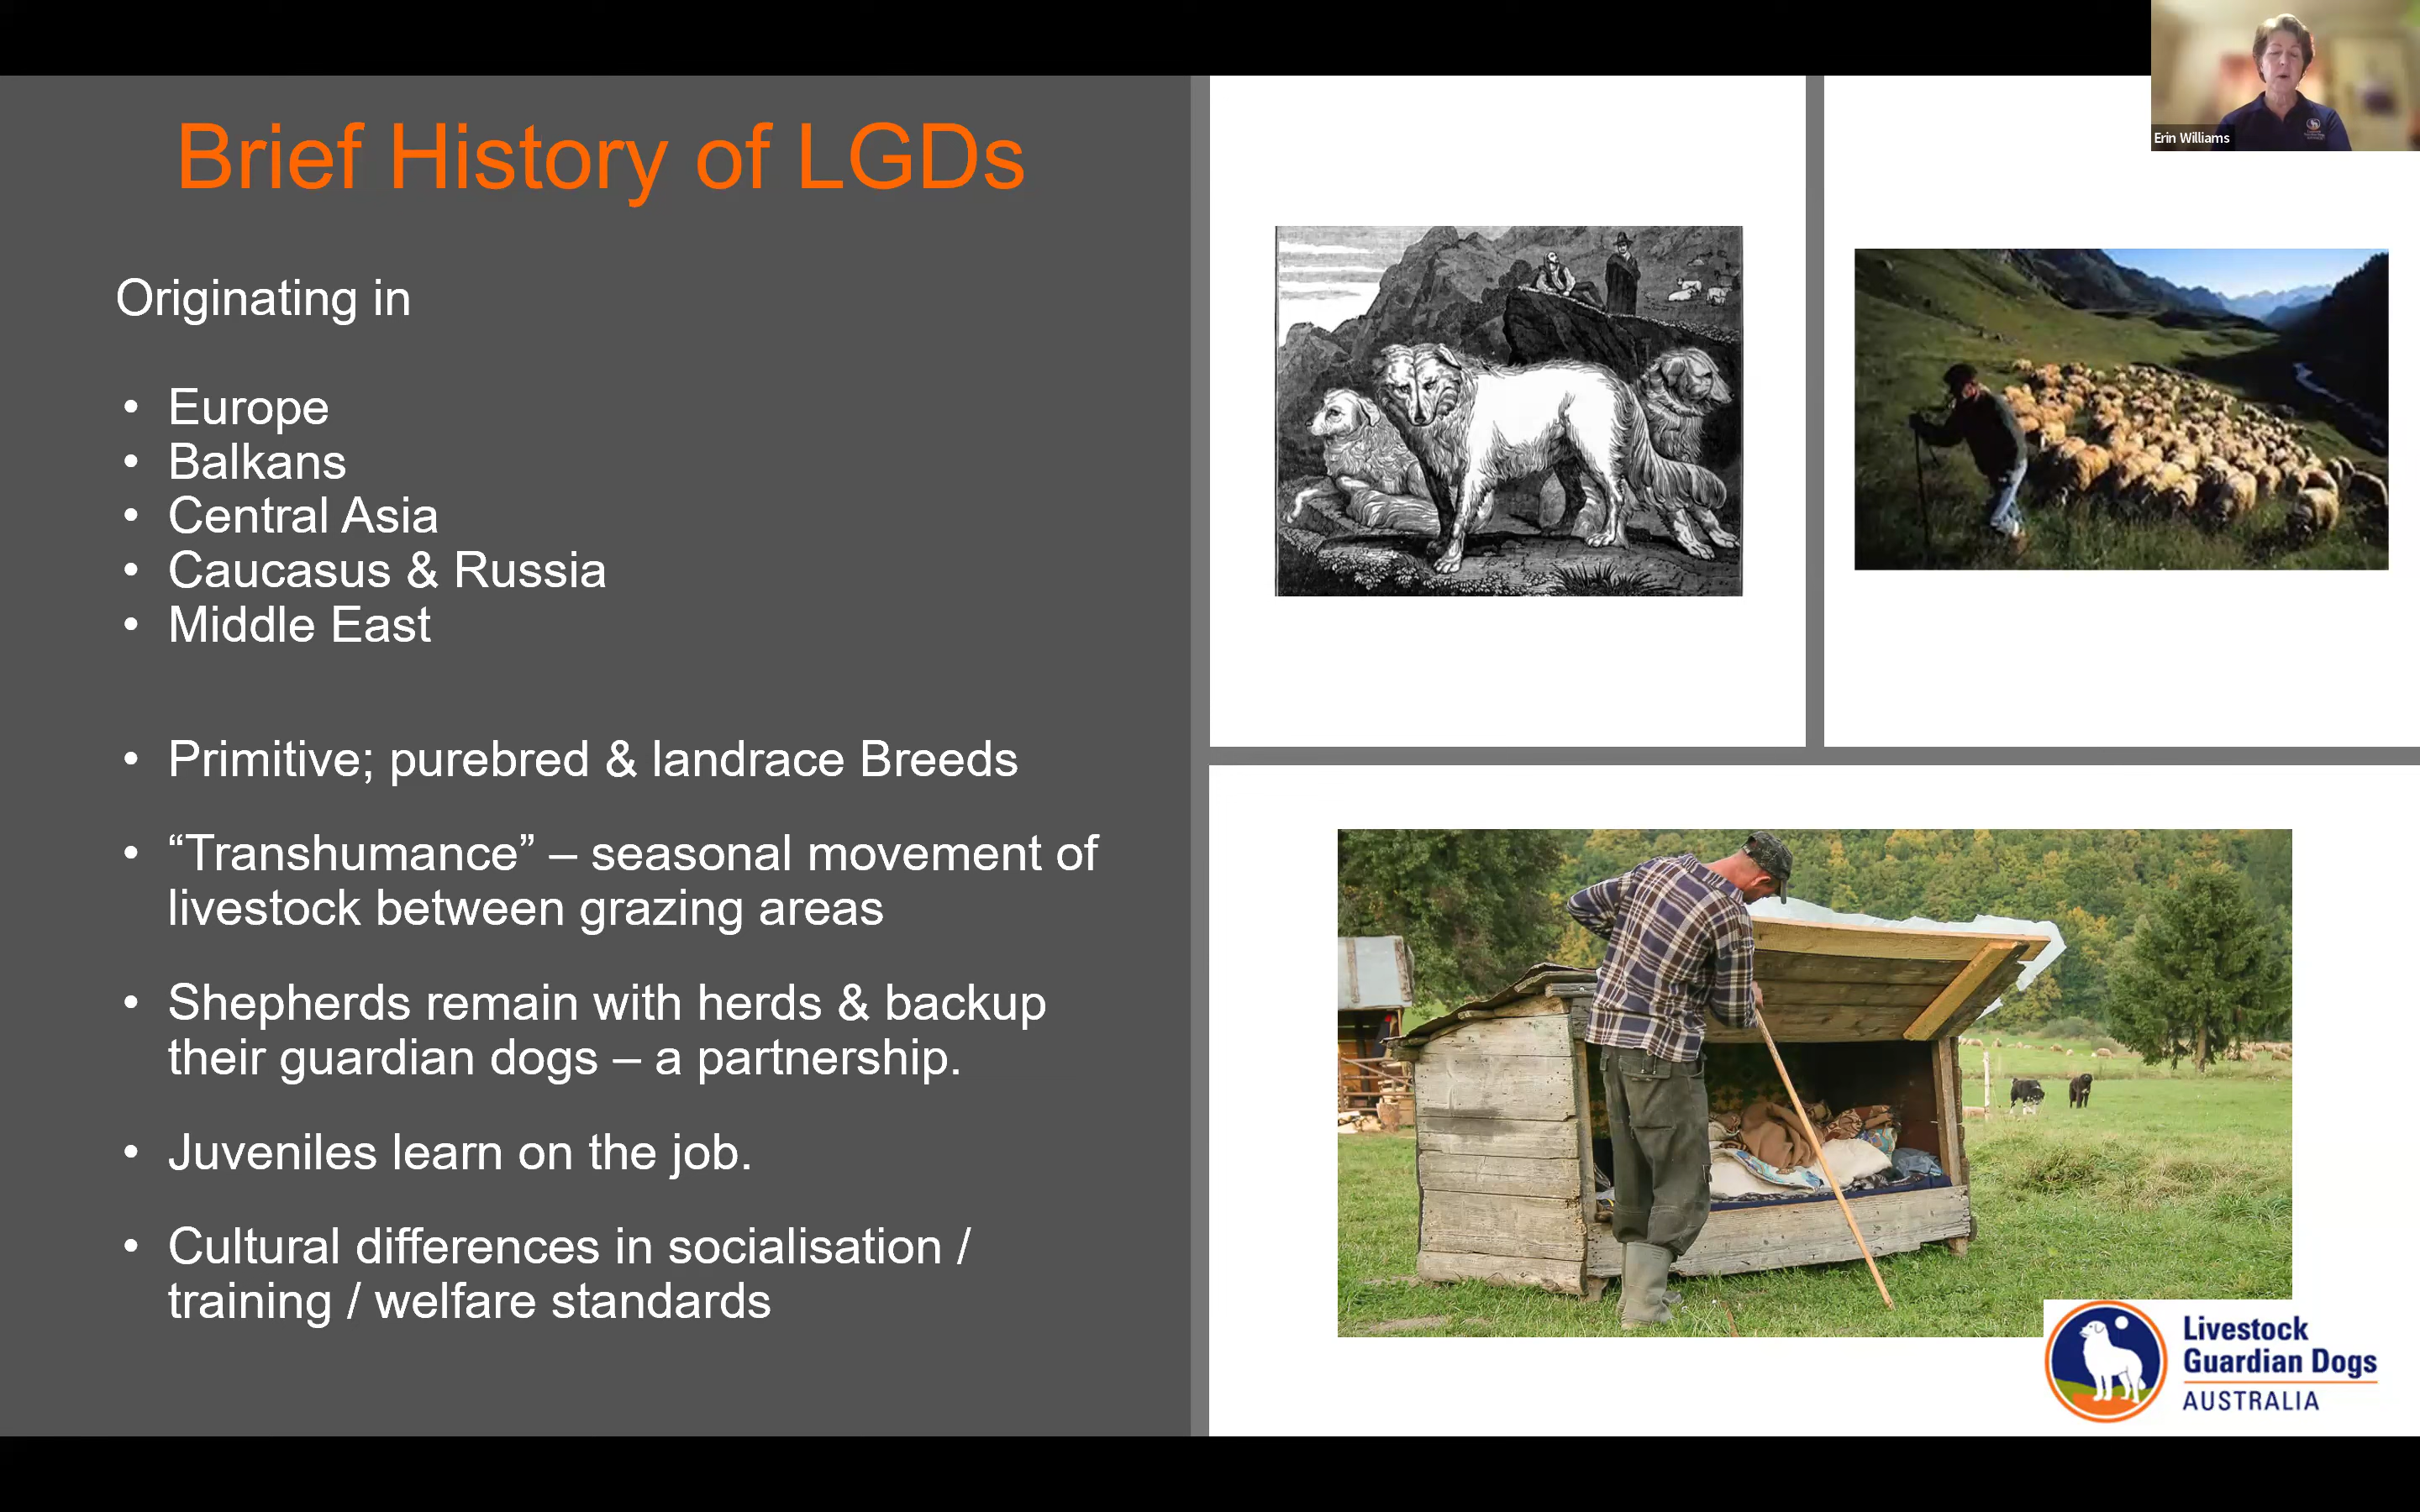 Brief History of LGDs
Originating in
• Europe
• Balkans
• Central Asia
• Caucasus & Russia
• Middle East
• Primitive; purebred & landrace Breeds
• “Transhumance” – seasonal movement of
livestock between grazing areas
• Shepherds remain with herds & backup
their guardian dogs – a partnership.
• Juveniles learn on the job.
• Cultural differences in socialisation /
training / welfare standards
Erin Williams
Livestock
Guardian Dogs
AUSTRALIA